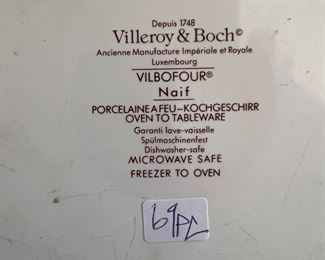 Depuis 1748
Villeroy & Boch©
Ancienne Manufacture Impériale et Royale
Luxembourg
VILBOFOUR®
Naif
PORCELAINE A FEU–KOCHGESCHIRR
OVEN TO TABLEWARE
Garanti lave-vaisselle
Spülmaschinenfest
Dishwasher-safe
MICROWAVE SAFE
FREEZER TO OVEN
69PC